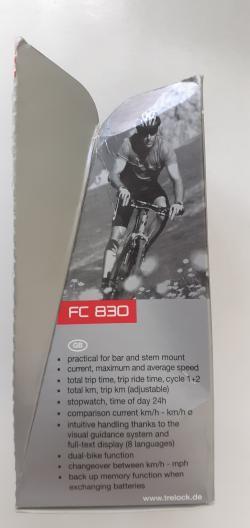 FC 830
GB
• practical for bar and stem mount
• current, maximum and average speed
• total trip time, trip ride time, cycle 1+2
• total km, trip km (adjustable)
• stopwatch, time of day 24h
• comparison current km/h - km/h ø
• intuitive handling thanks to the
visual guidance system and
full-text display (8 languages)
• dual-bike function
• changeover between km/h - mph
• back up memory function when
exchanging batteries
www.trelock.de